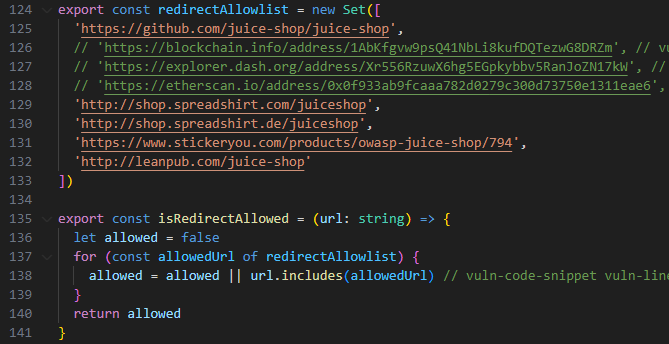 124 export const redirectAllowlist = new Set([
125 'https://github.com/juice-shop/juice-shop',
126 // 'https://blockchain.info/address/1AbKfgvw9psQ41NbLi8kufDQTezwG8DRZm', // vu
127 // 'https://explorer.dash.org/address/Xr556RzuwX6hg5EGpkybbv5RanJoZN17kW', //
128 // 'https://etherscan.io/address/0x0f933ab9fcaaa782d0279c300d73750e1311eae6',
129 'http://shop.spreadshirt.com/juiceshop',
130 'http://shop.spreadshirt.de/juiceshop',
131 'https://www.stickeryou.com/products/owasp-juice-shop/794',
132 'http://leanpub.com/juice-shop'
133 ])
134
135 export const isRedirectAllowed = (url: string) => {
136 let allowed = false
137 for (const allowedUrl of redirectAllowlist) {
138 allowed = allowed || url.includes(allowedUrl) // vuln-code-snippet vuln-line
139 }
140 return allowed
141 }